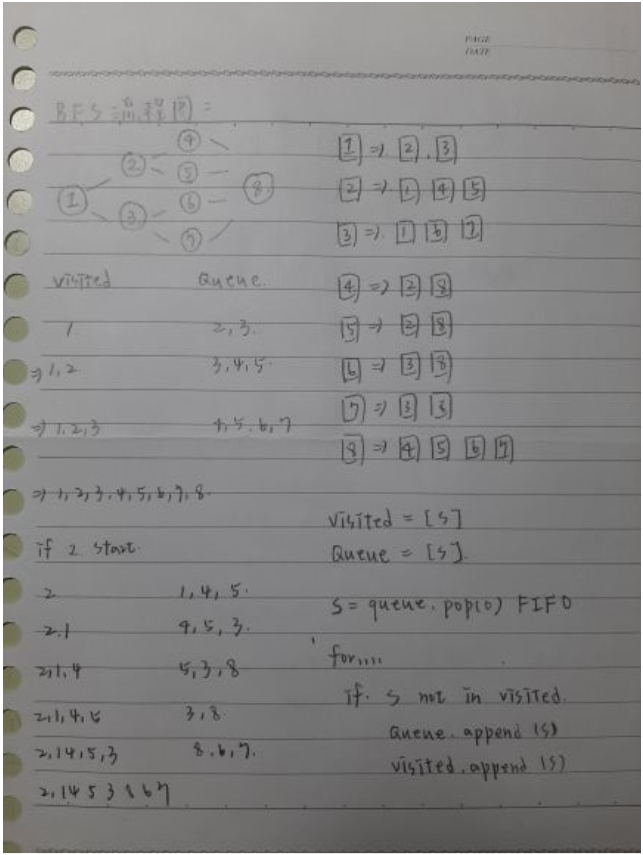 PAGE
DATE
BFS
1
2
3
4
5
6
7
8
1 => 2, 3
2 => 1 4 5
3 => 1 6 7
4 => 2 8
5 => 2 8
6 => 3 8
7 => 3 3
8 => 4 5 6 7
visited Queue.
1 2, 3.
=> 1, 2 3, 4, 5.
=> 1, 2, 3 4, 5, 6, 7
=> 1, 2, 3, 4, 5, 6, 7, 8.
if 2 start.
2 1, 4, 5.
2.1 4, 5, 3.
2, 1, 4 5, 3, 8
2, 1, 4, 5 3, 8.
2, 1 4, 5, 3 8, 6, 7.
2, 1 4 5 3 8 6 7
visited = [s]
Queue = [s].
S = queue.pop(0) FIFO
for....
if. s not in visited.
Queue.append (s)
visited.append (s)